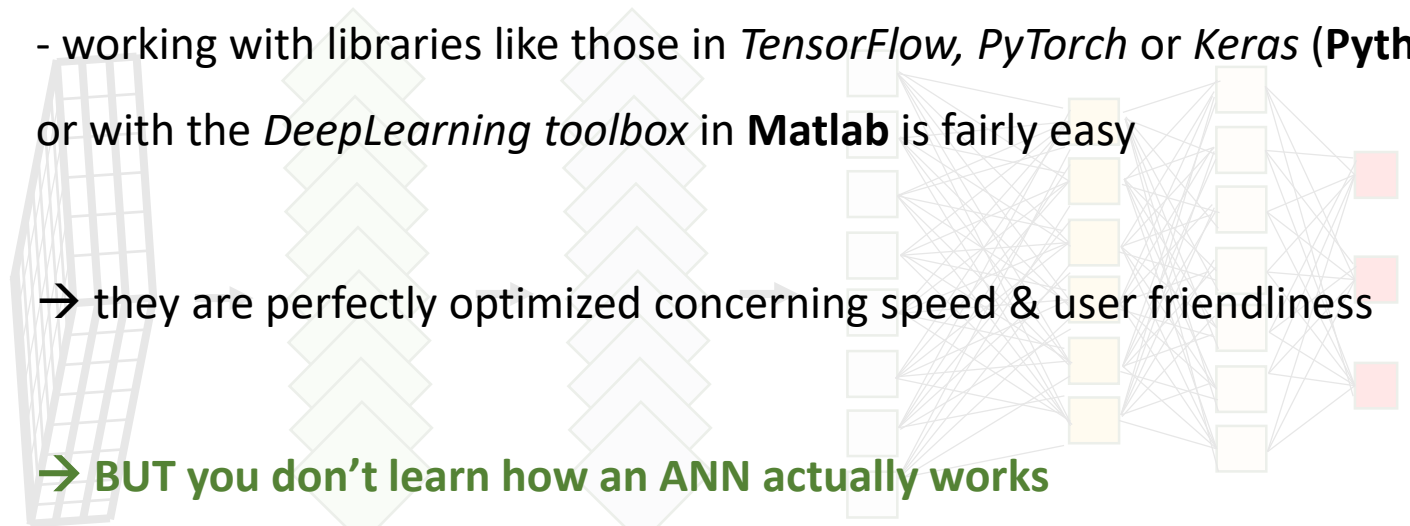 - working with libraries like those in TensorFlow, PyTorch or Keras (Pyth
or with the DeepLearning toolbox in Matlab is fairly easy
→ they are perfectly optimized concerning speed & user friendliness
→ BUT you don’t learn how an ANN actually works